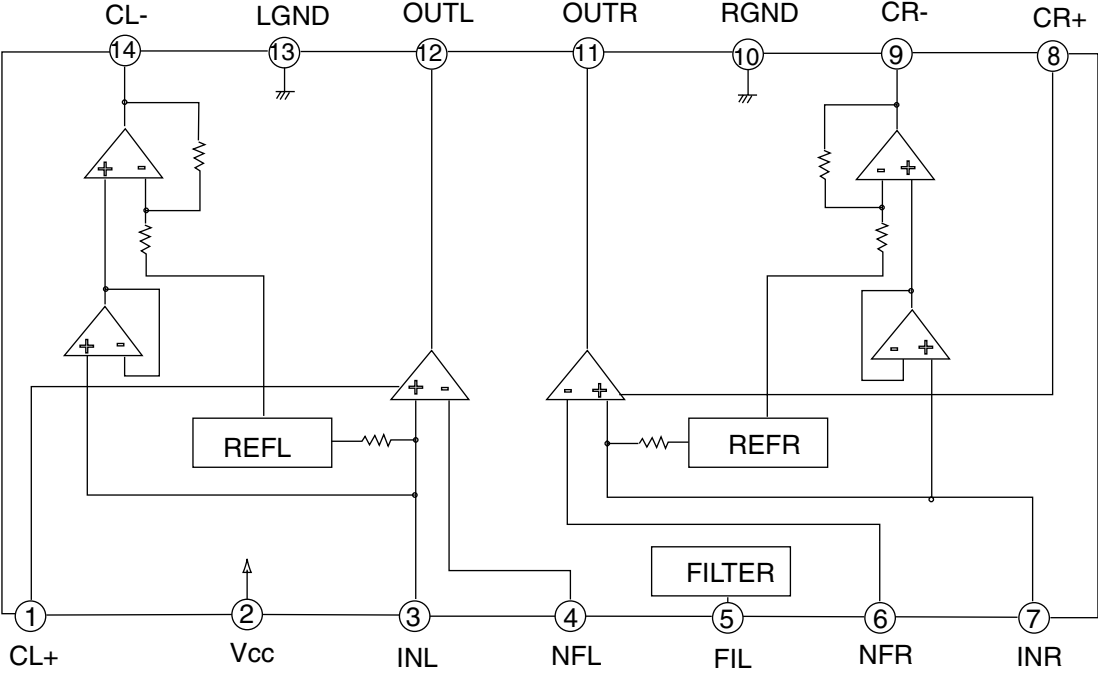 CL- LGND OUTL OUTR RGND CR- CR+
14 13 12 11 10 9 8
+ - - +
+ - - +
+ - - +
REFL REFR
FILTER
1 2 3 4 5 6 7
CL+ Vcc INL NFL FIL NFR INR